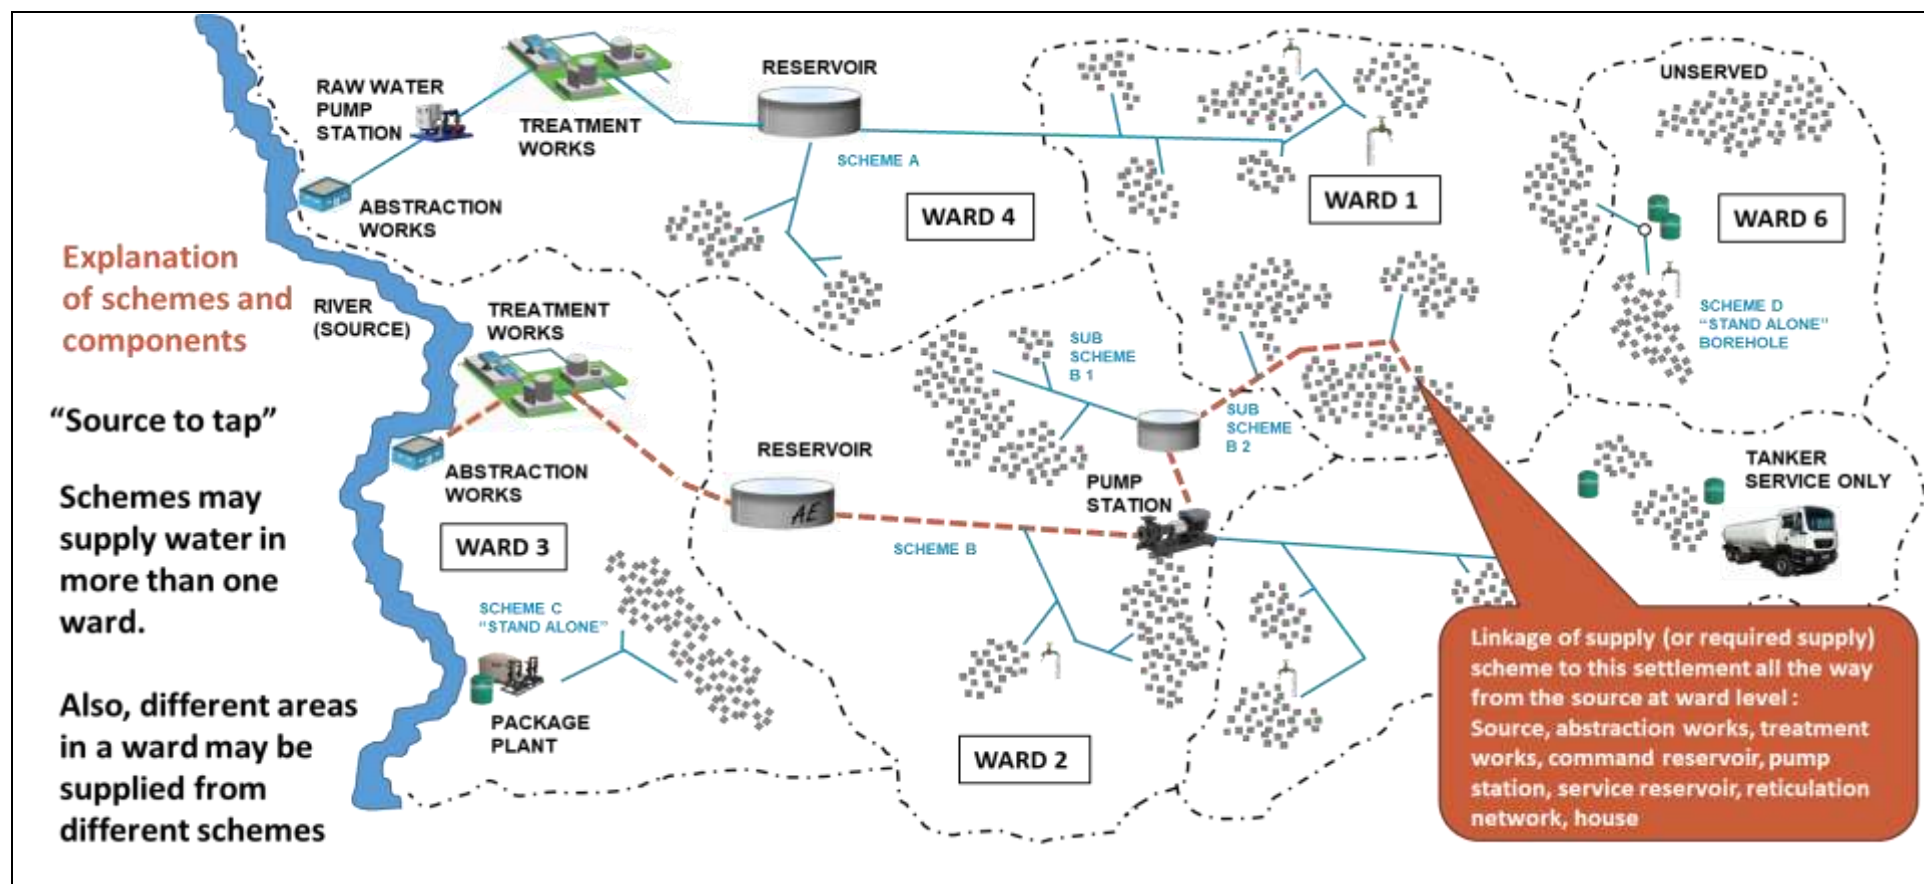 RAW WATER
PUMP
STATION
TREATMENT
WORKS
RESERVOIR
ABSTRACTION
WORKS
SCHEME A
WARD 4
WARD 1
UNSERVED
WARD 6
SCHEME D
"STAND ALONE"
BOREHOLE
Explanation
of schemes and
components
RIVER
(SOURCE)
TREATMENT
WORKS
"Source to tap"
Schemes may
supply water in
more than one
ward.
Also, different areas
in a ward may be
supplied from
different schemes
ABSTRACTION
WORKS
WARD 3
RESERVOIR
AE
SCHEME B
SUB
SCHEME
B 1
SUB
SCHEME
B 2
PUMP
STATION
SCHEME C
"STAND ALONE"
PACKAGE
PLANT
WARD 2
TANKER
SERVICE ONLY
Linkage of supply (or required supply)
scheme to this settlement all the way
from the source at ward level :
Source, abstraction works, treatment
works, command reservoir, pump
station, service reservoir, reticulation
network, house